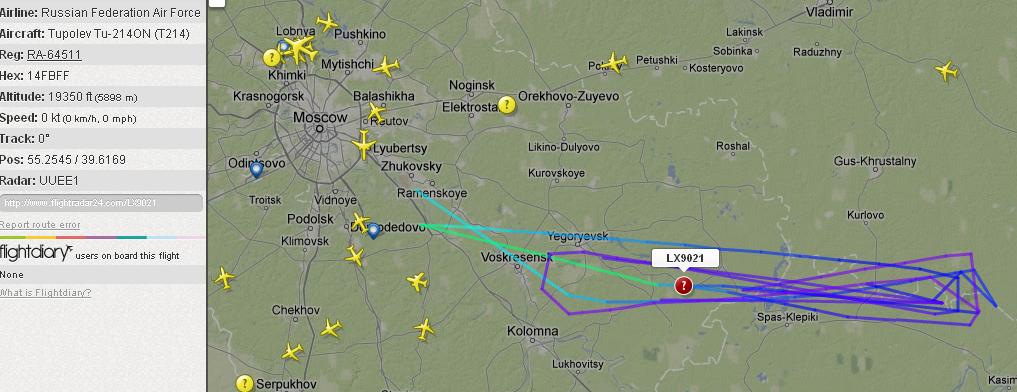 Airline: Russian Federation Air Force
Aircraft: Tupolev Tu-214ON (T214)
Reg: RA-64511
Hex: 14FBFF
Altitude: 19350 ft (5898 m)
Speed: 0 kt (0 km/h, 0 mph)
Track: 0°
Pos: 55.2545 / 39.6169
Radar: UUEE1
http://www.flightradar24.com/LX9021
Report route error
flightdiary users on board this flight
None
What is Flightdiary?
Vladimir
Lobnya
Pushkino
Lakinsk
Sobinka
Raduzhny
Khimki
Mytishchi
Petushki
Kosteryovo
Krasnogorsk
Balashikha
Noginsk
Elektrosta
Orekhovo-Zuyevo
Moscow
Reutov
Lyubertsy
Likino-Dulyovo
Roshal
Odintsovo
Zhukovsky
Kurovskoye
Gus-Khrustalny
Troitsk
Vidnoye
Ramenskoye
Podolsk
Domodedovo
Kurlovo
Klimovsk
Yegoryevsk
Voskresensk
LX9021
Chekhov
Spas-Klepiki
Kolomna
Lukhovitsy
Serpukhov
Kasim